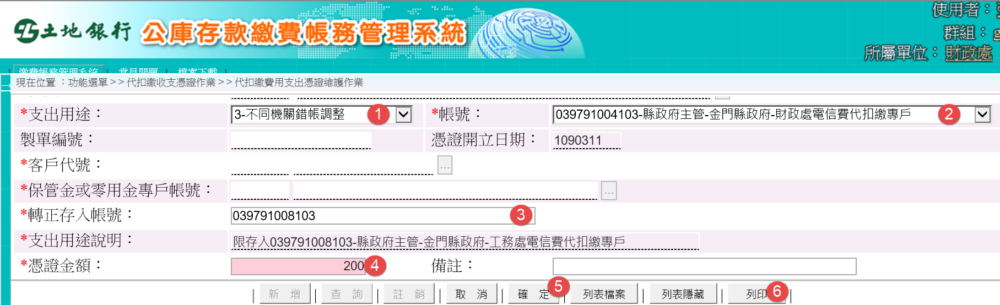 使用者：
土地銀行 公庫存款繳費帳務管理系統
群組：
所屬單位： 財政處
| 繳費帳務管理系統 | 常見問題 | 檔案下載 |
現在位置 ：功能選單>>代扣繳收支憑證作業>>代扣繳費用支出憑證維護作業
*支出用途： 3-不同機關錯帳調整 1 *帳號： 039791004103-縣政府主管-金門縣政府-財政處電信費代扣繳專戶 2
製單編號： 憑證開立日期： 1090311
*客戶代號： ...
*保管金或零用金專戶帳號： ...
*轉正存入帳號： 039791008103 3
*支出用途說明： 限存入039791008103-縣政府主管-金門縣政府-工務處電信費代扣繳專戶
*憑證金額： 200 4 備註：
| 新 增 | 查 詢 | 註 銷 | 取 消 | 確 定 5 | 列表檔案 | 列表隱藏 | 列印 6 |